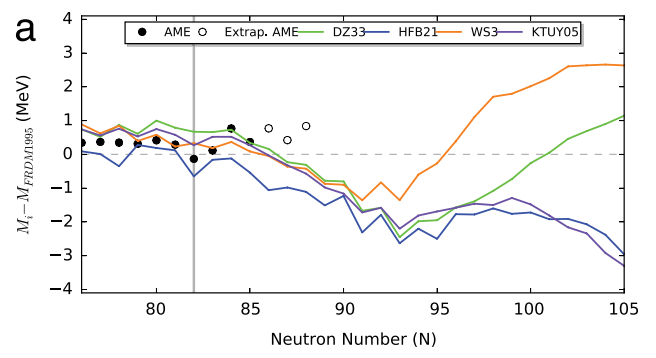 a
AME Extrap. AME DZ33 HFB21 WS3 KTUY05
4
3
2
1
0
−1
−2
−3
−4
M_i − M_FRDM1995 (MeV)
80 85 90 95 100 105
Neutron Number (N)